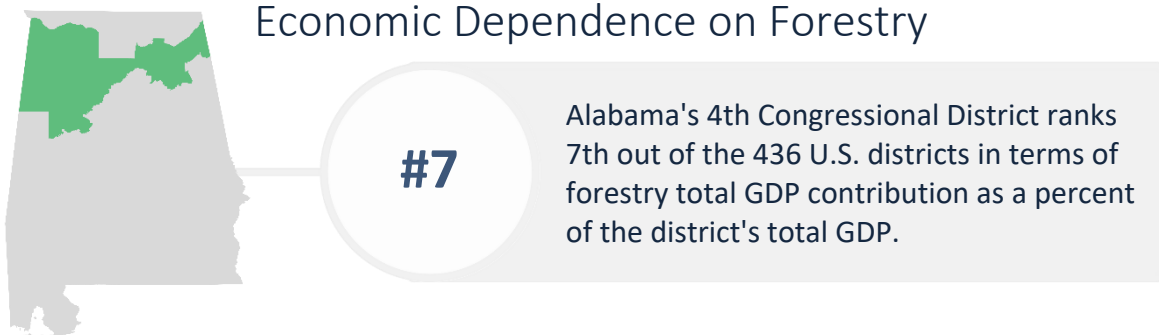 Economic Dependence on Forestry
#7
Alabama's 4th Congressional District ranks
7th out of the 436 U.S. districts in terms of
forestry total GDP contribution as a percent
of the district's total GDP.